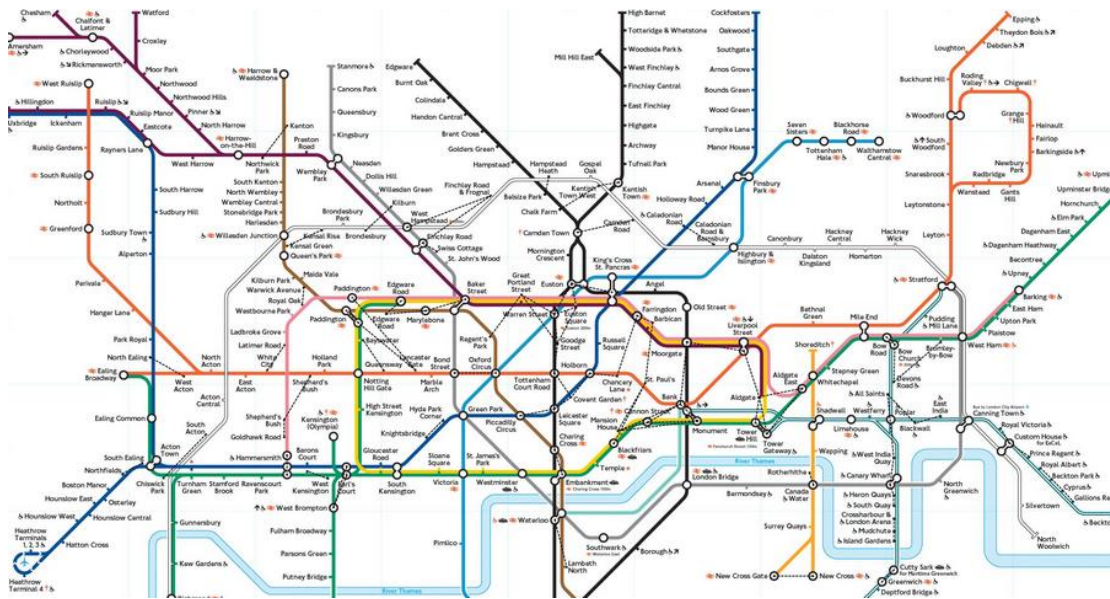 Chesham
Chalfont &
Latimer
Watford
Amersham
Chorleywood
Croxley
Rickmansworth
Moor Park
Northwood
Northwood Hills
Pinner
North Harrow
Harrow-
on-the-Hill
West Ruislip
Hillingdon
Ruislip
Uxbridge
Ickenham
Ruislip Manor
Eastcote
Ruislip Gardens
Rayners Lane
West Harrow
South Ruislip
Northolt
Greenford
South Harrow
Sudbury Hill
Sudbury Town
Alperton
Perivale
Hanger Lane
Park Royal
North Ealing
Ealing
Broadway
Ealing Common
West
Acton
North
Acton
East
Acton
Acton
Central
South
Acton
Acton
Town
South Ealing
Northfields
Boston Manor
Osterley
Hounslow East
Hounslow Central
Hounslow West
Hatton Cross
Heathrow
Terminals
1, 2, 3
Heathrow
Terminal 4
Chiswick
Park
Turnham
Green
Stamford
Brook
Ravenscourt
Park
Gunnersbury
Kew Gardens
Harrow &
Wealdstone
Kenton
Preston
Road
Northwick
Park
Wembley
Park
South Kenton
North Wembley
Wembley Central
Stonebridge Park
Harlesden
Willesden Junction
Kensal Rise
Kensal Green
Queen's Park
Brondesbury
Park
Brondesbury
Stanmore
Canons Park
Queensbury
Kingsbury
Neasden
Dollis Hill
Willesden Green
Kilburn
West
Hampstead
Finchley Road
& Frognal
Finchley Road
Swiss Cottage
St. John's Wood
Kilburn Park
Maida Vale
Warwick Avenue
Royal Oak
Westbourne Park
Ladbroke Grove
Latimer Road
White
City
Shepherd's
Bush
Holland
Park
Shepherd's
Bush
Goldhawk Road
Hammersmith
Kensington
(Olympia)
Barons
Court
West
Kensington
Earl's
Court
West Brompton
Fulham Broadway
Parsons Green
Putney Bridge
Paddington
Paddington
Edgware
Road
Edgware
Road
Marylebone
Baker
Street
Bayswater
Lancaster
Gate
Queensway
Notting
Hill Gate
Marble
Arch
High Street
Kensington
Gloucester
Road
South
Kensington
Knightsbridge
Hyde Park
Corner
Sloane
Square
Victoria
Pimlico
Green Park
St. James's
Park
Westminster
Edgware
Burnt Oak
Colindale
Hendon Central
Brent Cross
Golders Green
Hampstead
Hampstead
Heath
Belsize Park
Chalk Farm
Camden Town
Mornington
Crescent
Euston
High Barnet
Totteridge & Whetstone
Woodside Park
Mill Hill East
West Finchley
Finchley Central
East Finchley
Highgate
Archway
Tufnell Park
Gospel
Oak
Kentish
Town West
Kentish
Town
Camden
Road
Caledonian
Road
Caledonian
Road &
Barnsbury
King's Cross
St. Pancras
Great
Portland
Street
Warren Street
Euston
Square
Regent's
Park
Oxford
Circus
Goodge
Street
Russell
Square
Tottenham
Court Road
Holborn
Chancery
Lane
Covent Garden
Leicester
Square
Piccadilly
Circus
Charing
Cross
Embankment
Temple
Blackfriars
Mansion
House
Cannon Street
St. Paul's
Bank
Monument
Waterloo
Lambeth
North
Southwark
Borough
London Bridge
Bermondsey
Cockfosters
Oakwood
Southgate
Arnos Grove
Bounds Green
Wood Green
Turnpike Lane
Manor House
Seven
Sisters
Blackhorse
Road
Tottenham
Hale
Walthamstow
Central
Finsbury
Park
Arsenal
Holloway Road
Highbury &
Islington
Canonbury
Dalston
Kingsland
Hackney
Central
Homerton
Hackney
Wick
Angel
Old Street
Farringdon
Barbican
Moorgate
Liverpool
Street
Bethnal
Green
Shoreditch
Mile End
Bow
Road
Bow
Church
Stepney Green
Whitechapel
Aldgate
East
Aldgate
Tower
Hill
Tower
Gateway
Shadwell
Wapping
Rotherhithe
Canada
Water
Surrey Quays
New Cross Gate
New Cross
Limehouse
Westferry
Poplar
All Saints
Devons
Road
Blackwall
East
India
West India
Quay
Canary Wharf
Heron Quays
South Quay
Crossharbour &
London Arena
Mudchute
Island Gardens
Cutty Sark
for Maritime Greenwich
Greenwich
Deptford Bridge
North
Greenwich
Epping
Theydon Bois
Debden
Loughton
Buckhurst Hill
Roding
Valley
Chigwell
Grange
Hill
Hainault
Fairlop
Barkingside
Newbury
Park
Gants
Hill
Redbridge
Wanstead
Woodford
South
Woodford
Snaresbrook
Leytonstone
Leyton
Stratford
Pudding
Mill Lane
Bromley-
by-Bow
West Ham
Plaistow
Upton Park
East Ham
Barking
Upney
Becontree
Dagenham Heathway
Dagenham East
Elm Park
Hornchurch
Upminster Bridge
Canning Town
Royal Victoria
Custom House
for ExCeL
Prince Regent
Royal Albert
Beckton Park
Cyprus
Silvertown
North
Woolwich
River Thames
River Thames